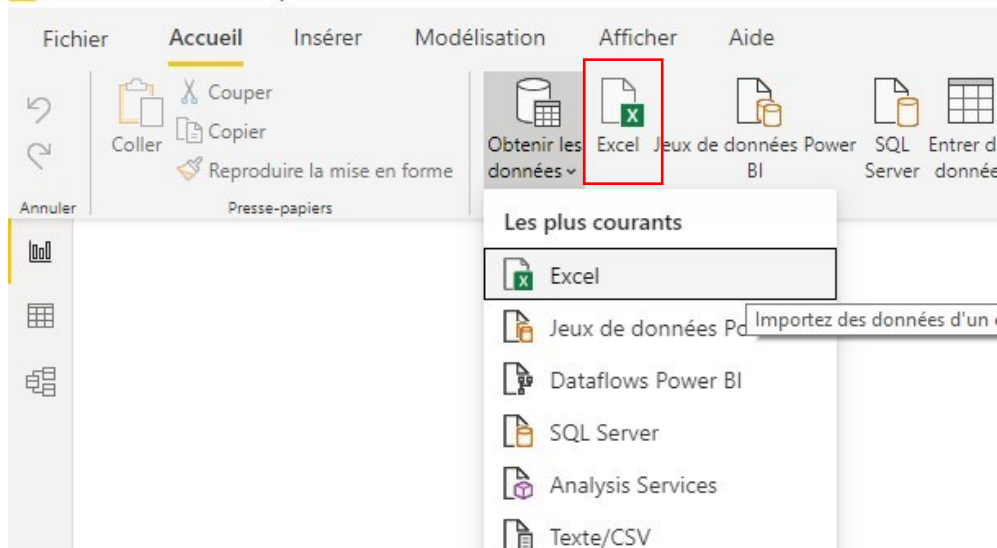 Fichier Accueil Insérer Modélisation Afficher Aide
Couper
Copier
Coller
Reproduire la mise en forme
Annuler
Presse-papiers
Obtenir les données
Excel
Jeux de données Power BI
SQL Server
Entrer d
donnée
Les plus courants
Excel
Importez des données d'un
Jeux de données Po
Dataflows Power BI
SQL Server
Analysis Services
Texte/CSV